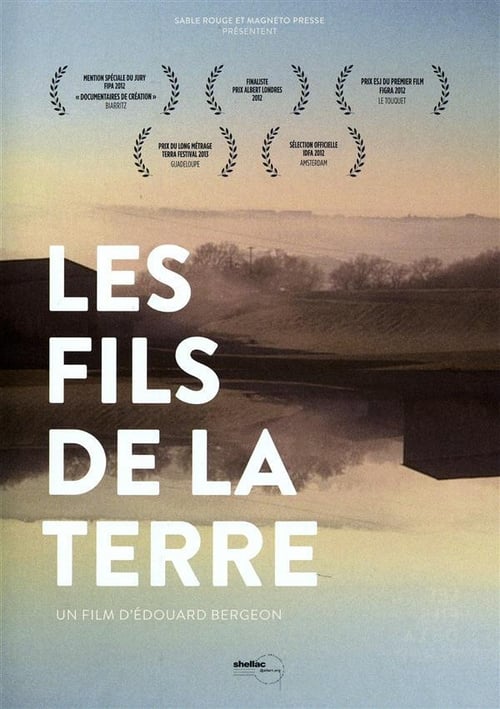 SABLE ROUGE ET MAGNÉTO PRESSE
PRÉSENTENT
MENTION SPÉCIALE DU JURY
FIPA 2012
« DOCUMENTAIRES DE CRÉATION »
BIARRITZ
FINALISTE
PRIX ALBERT LONDRES
2012
PRIX ESJ DU PREMIER FILM
FIGRA 2012
LE TOUQUET
PRIX DU LONG MÉTRAGE
TERRA FESTIVAL 2013
GUADELOUPE
SÉLECTION OFFICIELLE
IDFA 2012
AMSTERDAM
LES
FILS
DE LA
TERRE
UN FILM D'ÉDOUARD BERGEON
shellac